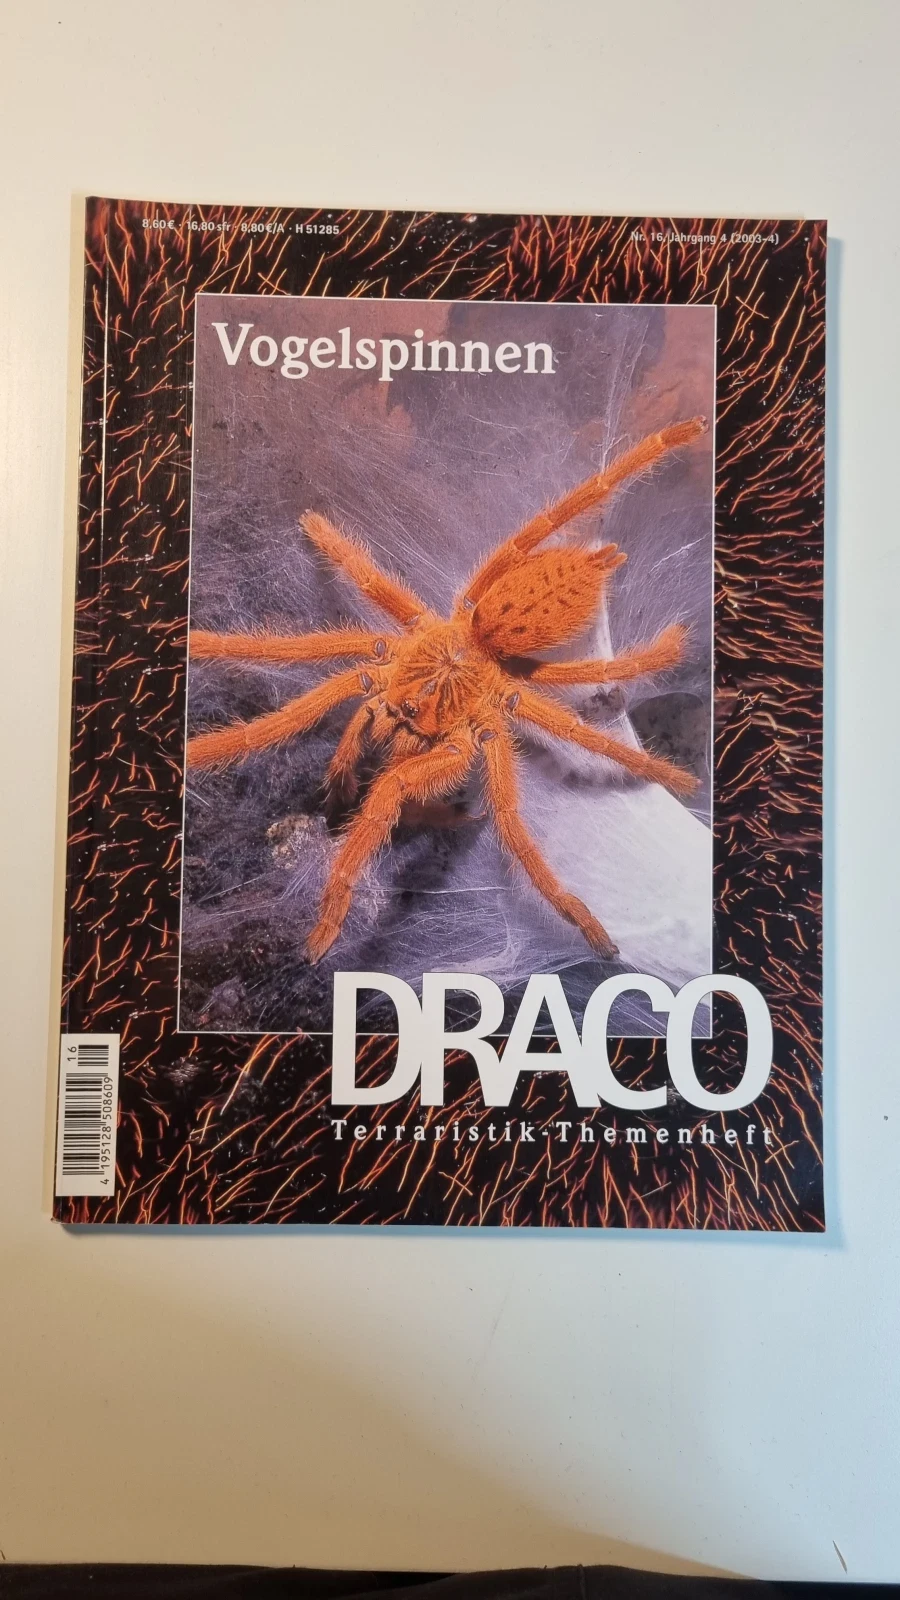 8,60 € · 16,80 sfr · 8,80 €/A · H 51285
Nr. 16, Jahrgang 4 (2003-4)
Vogelspinnen
DRACO
Terraristik-Themenheft
16
4 195128 508609